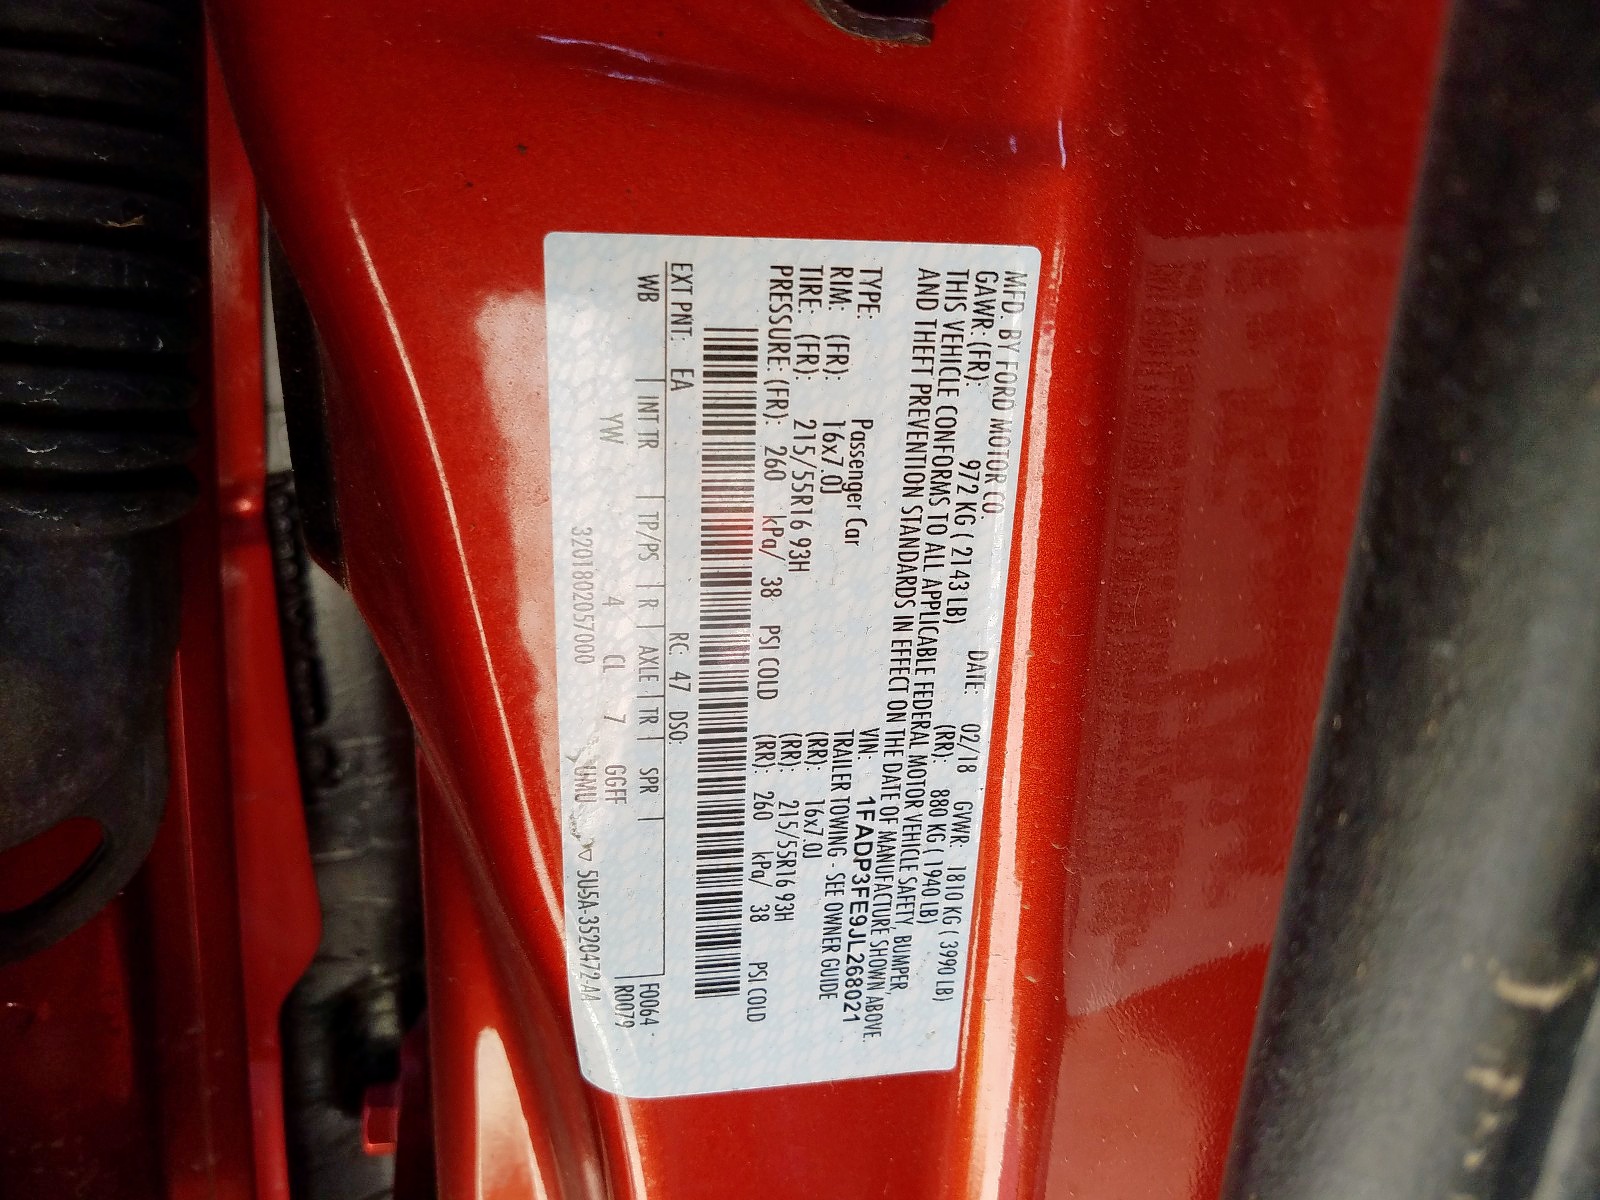 MFD. BY FORD MOTOR CO. DATE: 02/18 GVWR: 1810 KG ( 3990 LB)
GAWR: (FR): 972 KG ( 2143 LB) (RR): 880 KG ( 1940 LB)
THIS VEHICLE CONFORMS TO ALL APPLICABLE FEDERAL MOTOR VEHICLE SAFETY, BUMPER,
AND THEFT PREVENTION STANDARDS IN EFFECT ON THE DATE OF MANUFACTURE SHOWN ABOVE.
VIN: 1FADP3FE9JL268021
TYPE: Passenger Car TRAILER TOWING - SEE OWNER GUIDE
RIM: (FR): 16x7.0J (RR): 16x7.0J
TIRE: (FR): 215/55R16 93H (RR): 215/55R16 93H
PRESSURE: (FR): 260 kPa/ 38 PSI COLD (RR): 260 kPa/ 38 PSI COLD
EXT PNT: EA RC: 47 DSO:
WB INT TR TP/PS R AXLE TR SPR F0064
YW 4 CL 7 GGFF R0079
3201802057000 UMU 5U5A-3520472-AA